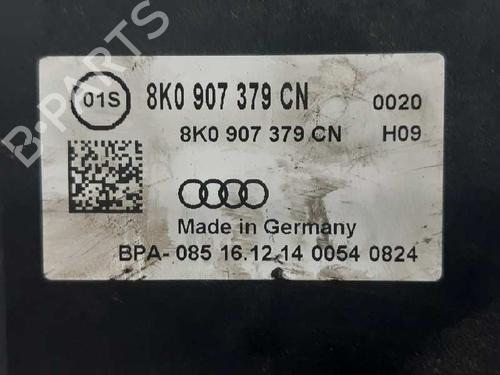 B-PARTS
01S 8K0 907 379 CN 0020
8K0 907 379 CN H09
Made in Germany
BPA- 085 16.12.14 0054 0824